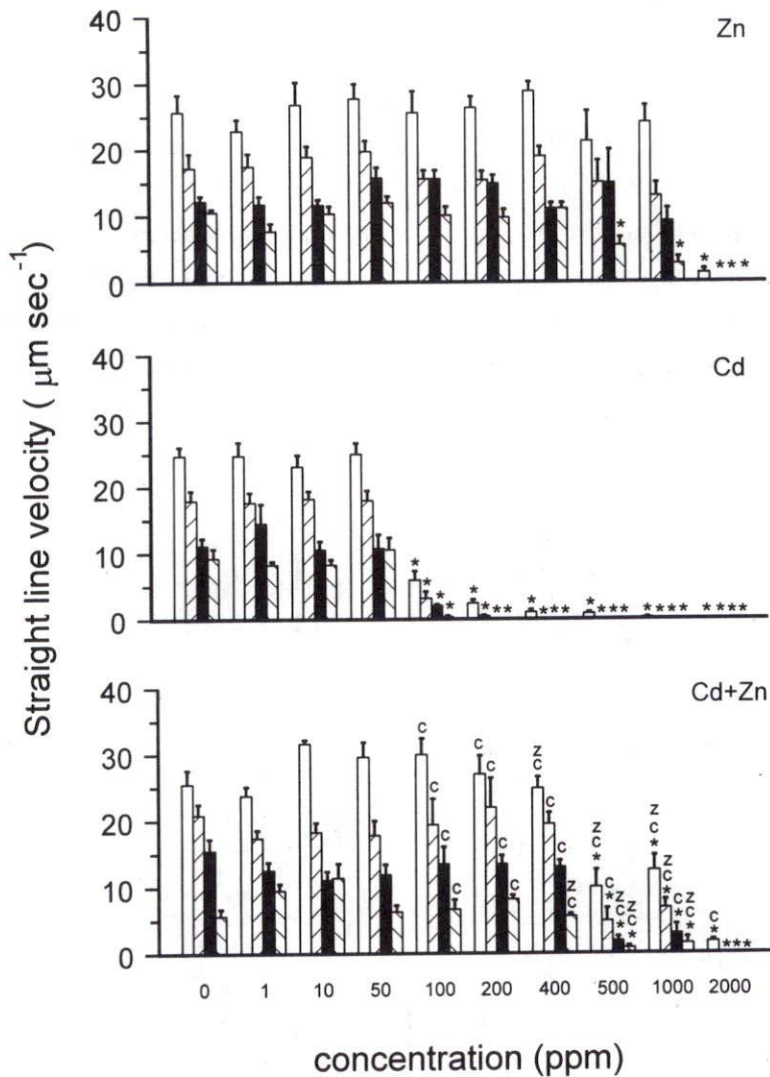 Straight line velocity ( μm sec⁻¹)
Zn
40
30
20
10
0
*
*
* ***
Cd
40
30
20
10
0
* * * *
* * **
* ***
* ***
* ****
****
Cd+Zn
40
30
20
10
0
c c c c
c c c
z c c c z c
z c * c * z c * z c *
z c * z c * c * z c *
c * ***
0 1 10 50 100 200 400 500 1000 2000
concentration (ppm)